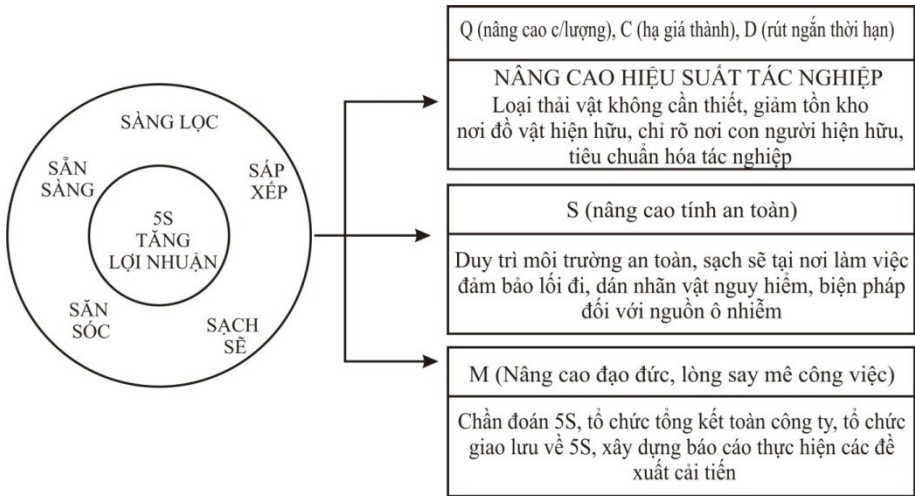 SÀNG LỌC
SẴN
SÀNG
SÁP
XÉP
5S
TĂNG
LỢI NHUẬN
SĂN
SÓC
SẠCH
SẼ
Q (nâng cao c/lượng), C (hạ giá thành), D (rút ngắn thời hạn)
NÂNG CAO HIỆU SUẤT TÁC NGHIỆP
Loại thải vật không cần thiết, giảm tồn kho
nơi đồ vật hiện hữu, chỉ rõ nơi con người hiện hữu,
tiêu chuẩn hóa tác nghiệp
S (nâng cao tính an toàn)
Duy trì môi trường an toàn, sạch sẽ tại nơi làm việc
đảm bảo lối đi, dán nhãn vật nguy hiểm, biện pháp
đối với nguồn ô nhiễm
M (Nâng cao đạo đức, lòng say mê công việc)
Chần đoán 5S, tổ chức tổng kết toàn công ty, tổ chức
giao lưu về 5S, xây dựng báo cáo thực hiện các đề
xuất cải tiến